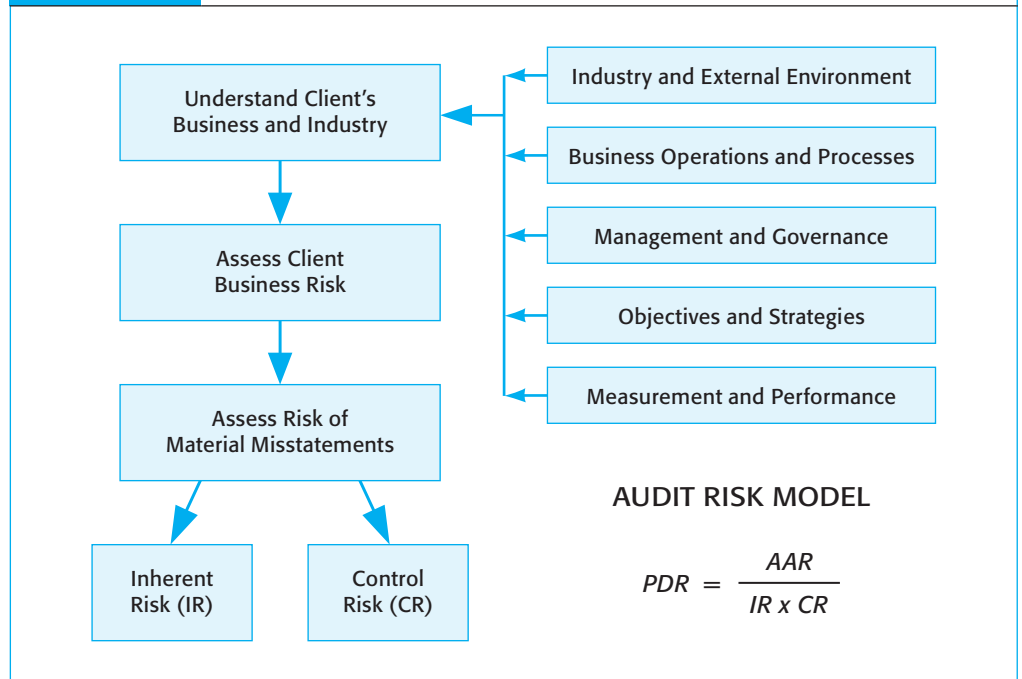 Understand Client's
Business and Industry
Assess Client
Business Risk
Assess Risk of
Material Misstatements
Inherent
Risk (IR)
Control
Risk (CR)
Industry and External Environment
Business Operations and Processes
Management and Governance
Objectives and Strategies
Measurement and Performance
AUDIT RISK MODEL
PDR = AAR
IR x CR